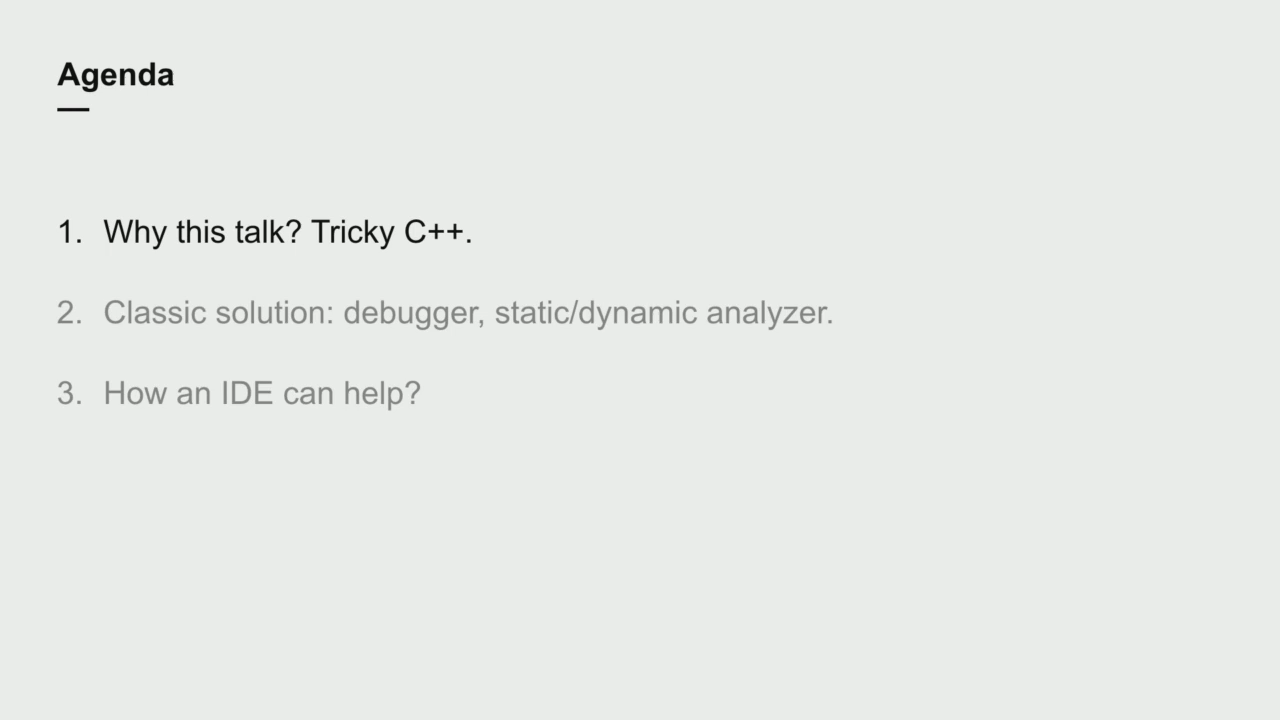 Agenda
1. Why this talk? Tricky C++.
2. Classic solution: debugger, static/dynamic analyzer.
3. How an IDE can help?